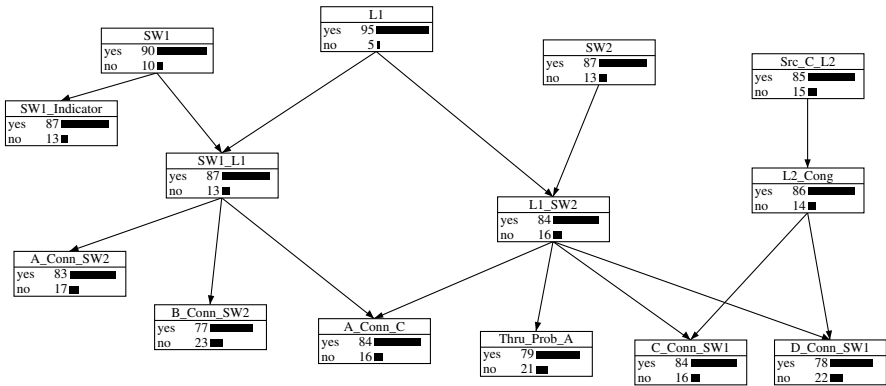 SW1
yes 90
no 10
L1
yes 95
no 5
SW2
yes 87
no 13
Src_C_L2
yes 85
no 15
SW1_Indicator
yes 87
no 13
SW1_L1
yes 87
no 13
L1_SW2
yes 84
no 16
L2_Cong
yes 86
no 14
A_Conn_SW2
yes 83
no 17
B_Conn_SW2
yes 77
no 23
A_Conn_C
yes 84
no 16
Thru_Prob_A
yes 79
no 21
C_Conn_SW1
yes 84
no 16
D_Conn_SW1
yes 78
no 22